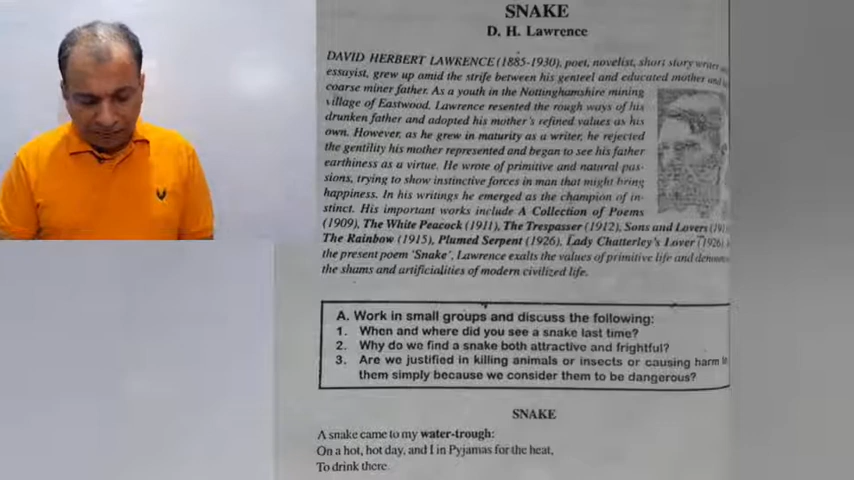 SNAKE
D. H. Lawrence
DAVID HERBERT LAWRENCE (1885-1930), poet, novelist, short story writer
essayist, grew up amid the strife between his genteel and educated mother and
coarse miner father. As a youth in the Nottinghamshire mining
village of Eastwood, Lawrence resented the rough ways of his
drunken father and adopted his mother's refined values as his
own. However, as he grew in maturity as a writer, he rejected
the gentility his mother represented and began to see his father
earthiness as a virtue. He wrote of primitive and natural pas-
sions, trying to show instinctive forces in man that might bring
happiness. In his writings he emerged as the champion of in-
stinct. His important works include A Collection of Poems
(1909), The White Peacock (1911), The Trespasser (1912), Sons and Lovers
The Rainbow (1915), Plumed Serpent (1926), Lady Chatterley's Lover (1926)
the present poem 'Snake', Lawrence exalts the values of primitive life and
the shams and artificialities of modern civilized life.
A. Work in small groups and discuss the following:
1. When and where did you see a snake last time?
2. Why do we find a snake both attractive and frightful?
3. Are we justified in killing animals or insects or causing harm
them simply because we consider them to be dangerous?
SNAKE
A snake came to my water-trough:
On a hot, hot day, and I in Pyjamas for the heat,
To drink there.